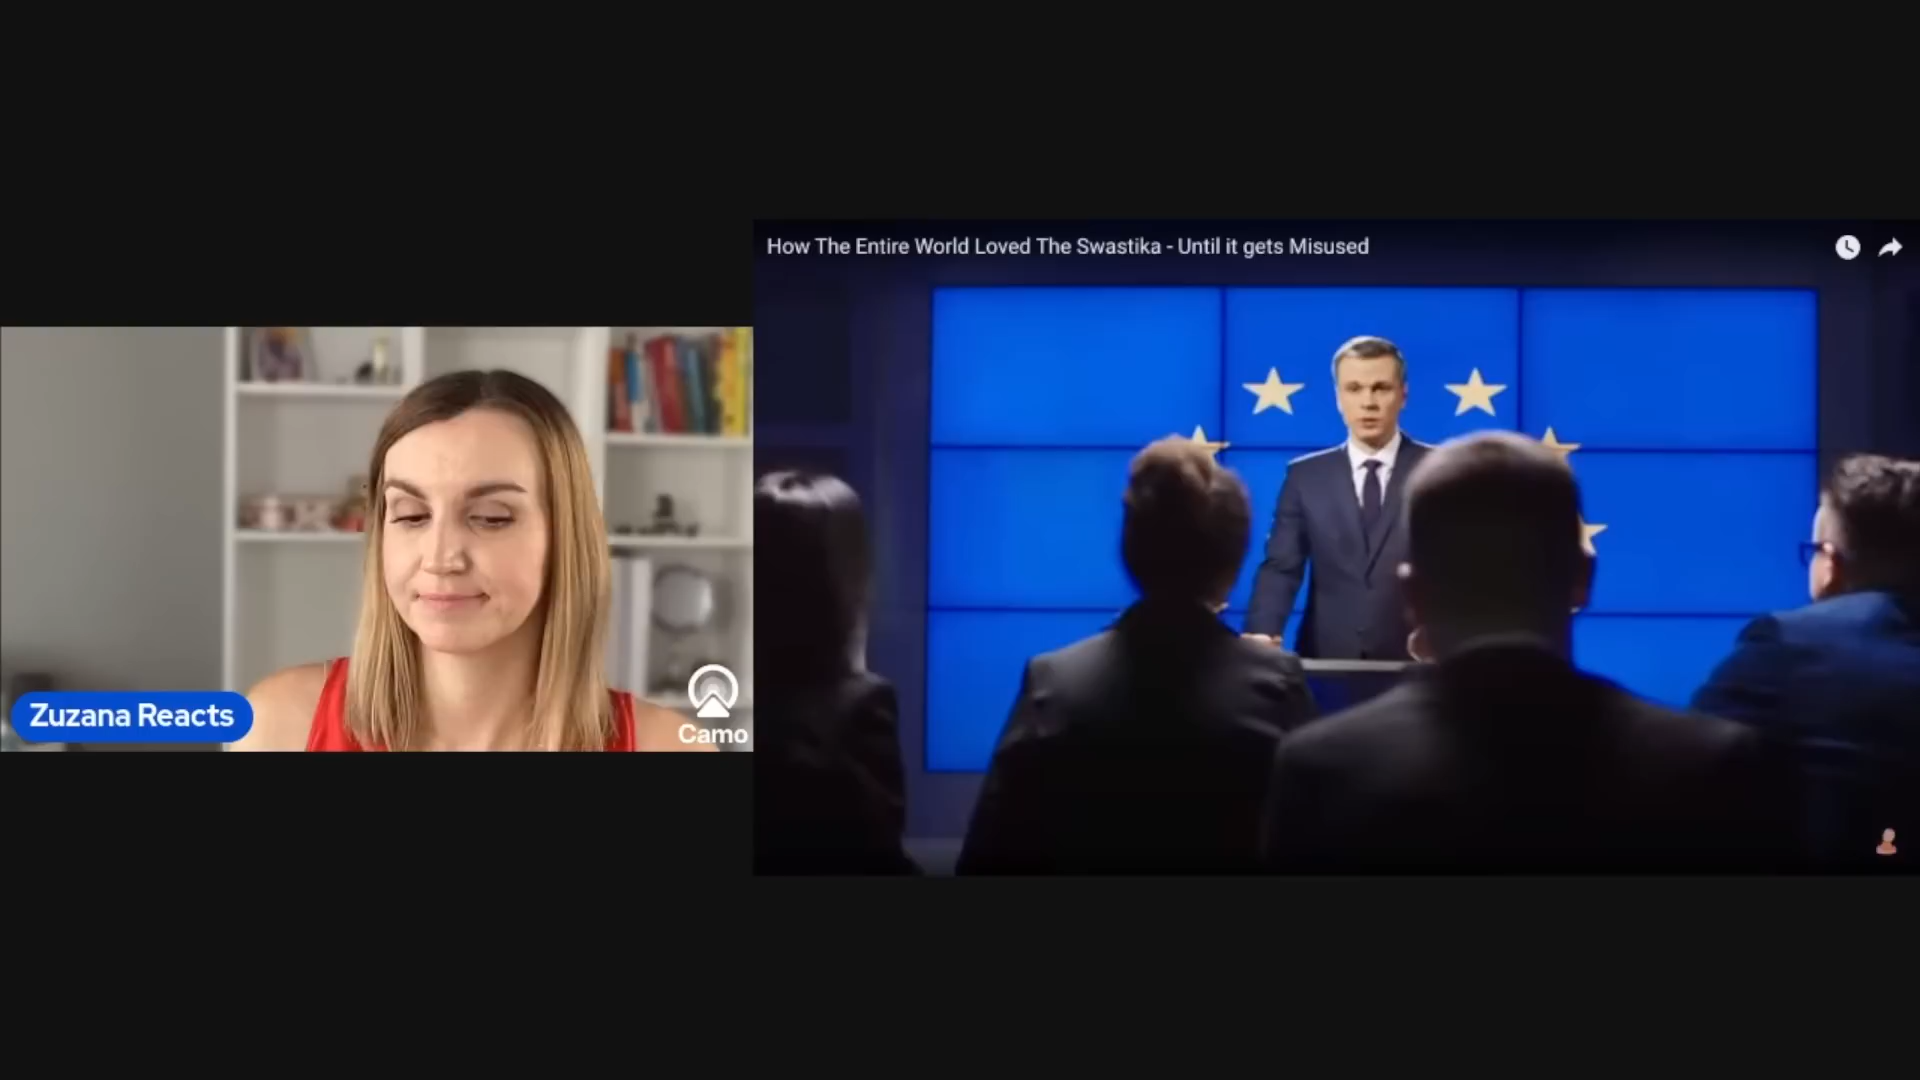 How The Entire World Loved The Swastika - Until it gets Misused
Zuzana Reacts
Camo